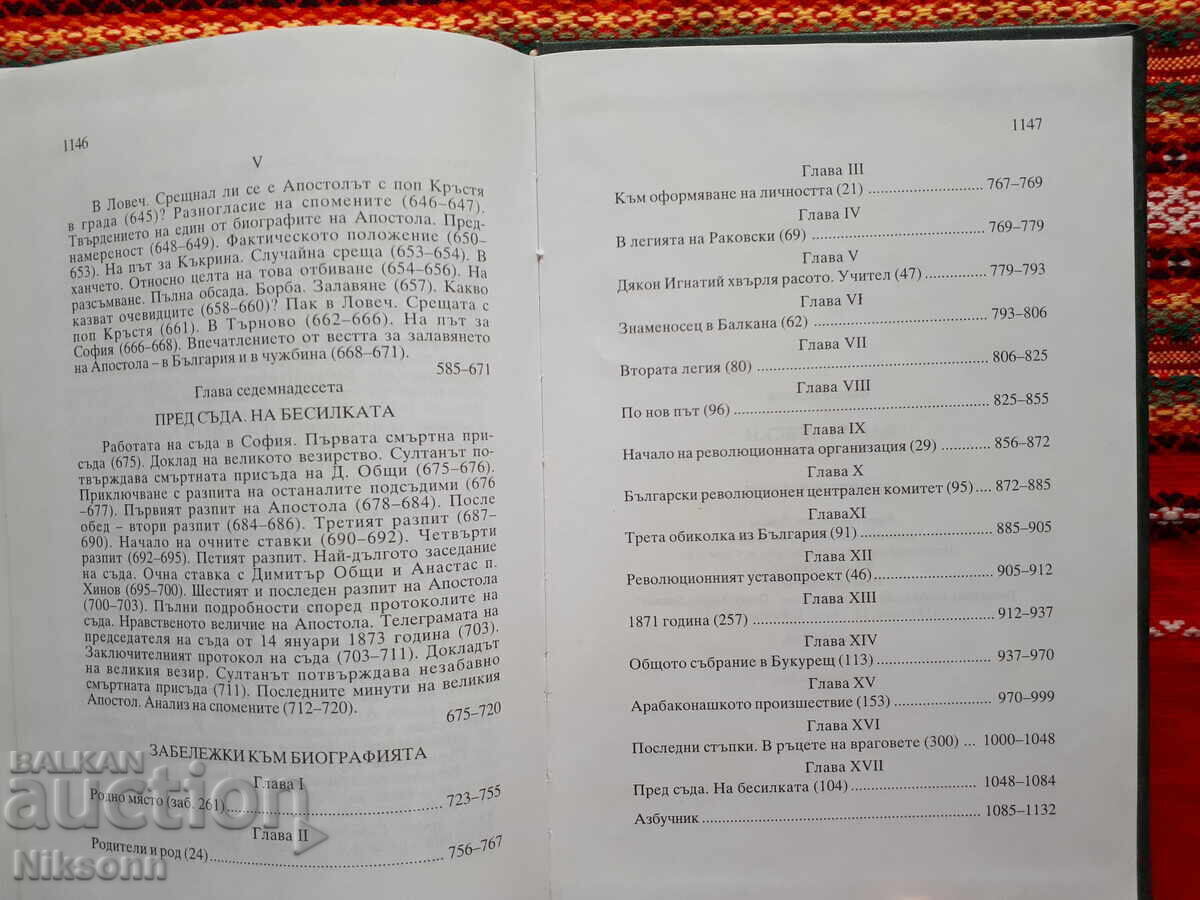 1146
V
В Ловеч. Срещнал ли се е Апостолът с поп Кръстя
в града (645)? Разногласие на спомените (646–647).
Твърдението на един от биографите на Апостола. Пред-
намереност (648–649). Фактическото положение (650–
653). На път за Къкрина. Случайна среща (653–654). В
ханчето. Относно целта на това отбиване (654–656). На
разсъмване. Пълна обсада. Борба. Залавяне (657). Какво
казват очевидците (658–660)? Пак в Ловеч. Срещата с
поп Кръстя (661). В Търново (662–666). На път за
София (666–668). Впечатлението от вестта за залавянето
на Апостола – в България и в чужбина (668–671).
585–671
Глава седемнадесета
ПРЕД СЪДА. НА БЕСИЛКАТА
Работата на съда в София. Първата смъртна при-
съда (675). Доклад на великото везирство. Султанът по-
твърждава смъртната присъда на Д. Общи (675–676).
Приключване с разпита на останалите подсъдими (676
–677). Първият разпит на Апостола (678–684). После
обед – втори разпит (684–686). Третият разпит (687–
690). Начало на очните ставки (690–692). Четвърти
разпит (692–695). Петият разпит. Най-дългото заседание
на съда. Очна ставка с Димитър Общи и Анастас п.
Хинов (695–700). Шестият и последен разпит на Апостола
(700–703). Пълни подробности според протоколите на
съда. Нравственото величие на Апостола. Телеграмата на
председателя на съда от 14 януари 1873 година (703).
Заключителният протокол на съда (703–711). Докладът
на великия везир. Султанът потвърждава незабавно
смъртната присъда (711). Последните минути на великия
Апостол. Анализ на спомените (712–720).
675–720
ЗАБЕЛЕЖКИ КЪМ БИОГРАФИЯТА
Глава I
Родно място (заб. 261) 723–755
Глава II
Родители и род (24) 756–767
1147
Глава III
Към оформяне на личността (21) 767–769
Глава IV
В легията на Раковски (69) 769–779
Глава V
Дякон Игнатий хвърля расото. Учител (47) 779–793
Глава VI
Знаменосец в Балкана (62) 793–806
Глава VII
Втората легия (80) 806–825
Глава VIII
По нов път (96) 825–855
Глава IX
Начало на революционната организация (29) 856–872
Глава X
Български революционен централен комитет (95) 872–885
ГлаваXI
Трета обиколка из България (91) 885–905
Глава XII
Революционният уставопроект (46) 905–912
Глава XIII
1871 година (257) 912–937
Глава XIV
Общото събрание в Букурещ (113) 937–970
Глава XV
Арабаконашкото произшествие (153) 970–999
Глава XVI
Последни стъпки. В ръцете на враговете (300) 1000–1048
Глава XVII
Пред съда. На бесилката (104) 1048–1084
Азбучник 1085–1132
BALKAN
auction
Niksonn